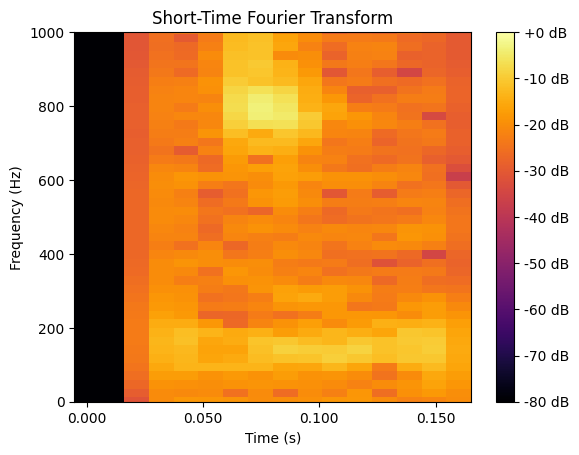 Short-Time Fourier Transform
1000
800
600
400
200
0
Frequency (Hz)
0.000
0.050
0.100
0.150
Time (s)
+0 dB
-10 dB
-20 dB
-30 dB
-40 dB
-50 dB
-60 dB
-70 dB
-80 dB